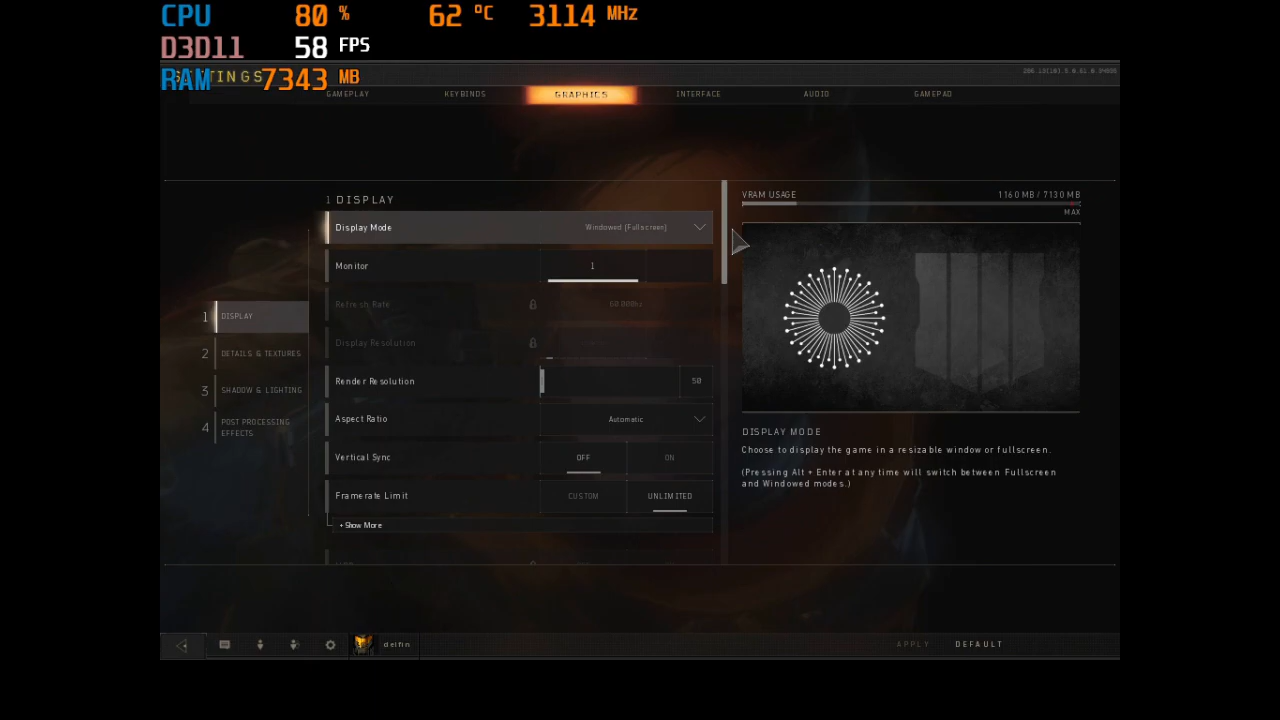 CPU 80 % 62 °C 3114 MHz
D3D11 58 FPS
RAM 7343 MB
TINGS
GAMEPLAY KEYBINDS GRAPHICS INTERFACE AUDIO GAMEPAD
1 DISPLAY
VRAM USAGE 1160 MB / 7130 MB
MAX
Display Mode Windowed (Fullscreen)
Monitor 1
Refresh Rate 60.000Hz
Display Resolution
Render Resolution 50
Aspect Ratio Automatic
Vertical Sync OFF ON
Framerate Limit CUSTOM UNLIMITED
+ Show More
1 DISPLAY
2 DETAILS & TEXTURES
3 SHADOW & LIGHTING
4 POST PROCESSING
EFFECTS
DISPLAY MODE
Choose to display the game in a resizable window or fullscreen.
(Pressing Alt + Enter at any time will switch between Fullscreen
and Windowed modes.)
delfin
APPLY DEFAULT